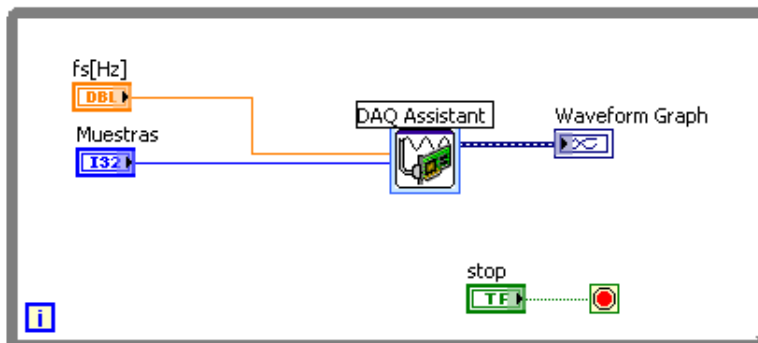 fs[Hz]
DBL
DAQ Assistant
Waveform Graph
Muestras
I32
stop
TF
i